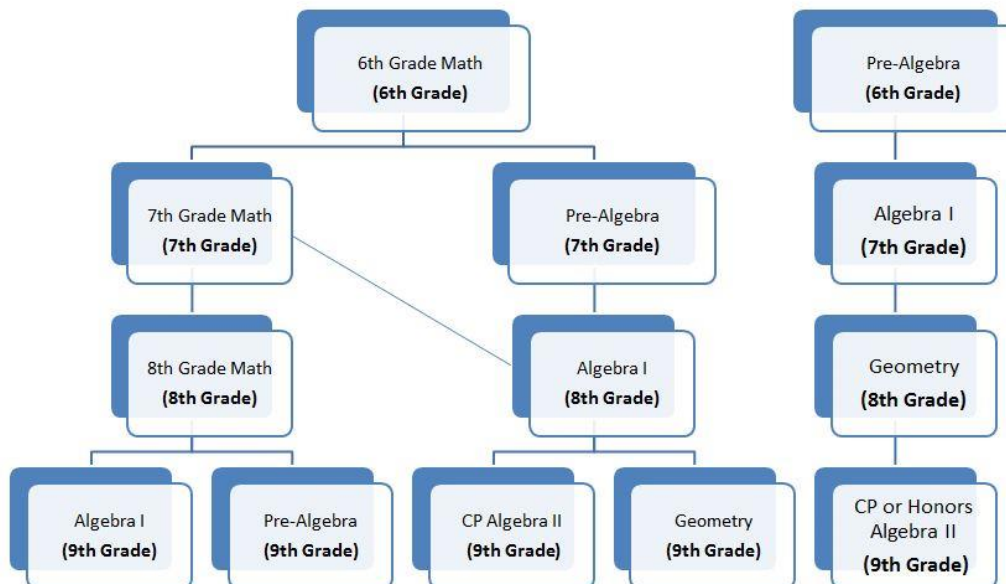 6th Grade Math
(6th Grade)
Pre-Algebra
(6th Grade)
7th Grade Math
(7th Grade)
Pre-Algebra
(7th Grade)
Algebra I
(7th Grade)
8th Grade Math
(8th Grade)
Algebra I
(8th Grade)
Geometry
(8th Grade)
Algebra I
(9th Grade)
Pre-Algebra
(9th Grade)
CP Algebra II
(9th Grade)
Geometry
(9th Grade)
CP or Honors
Algebra II
(9th Grade)